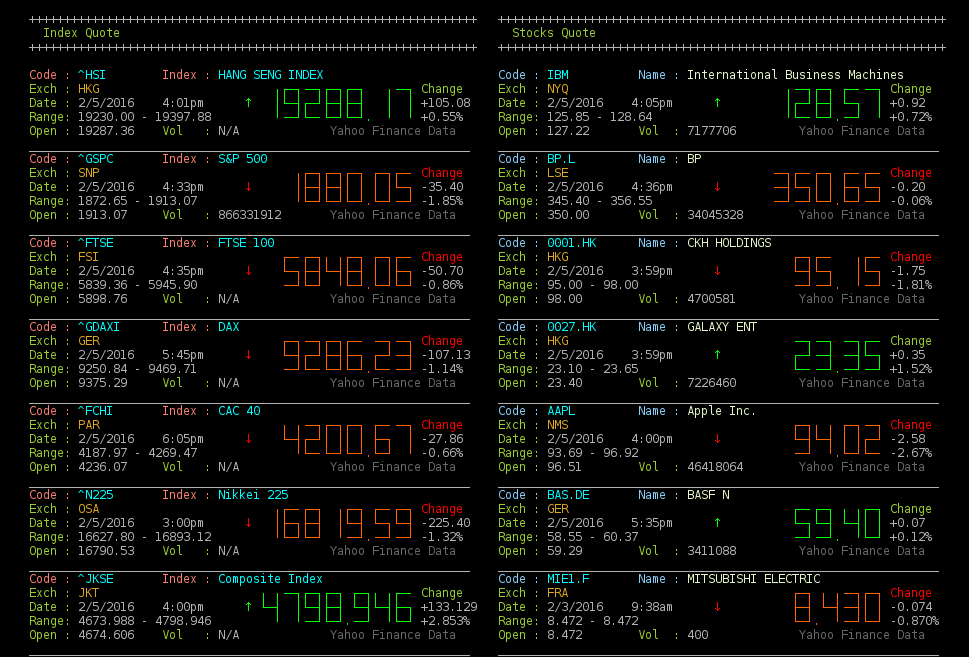 ++++++++++++++++++++++++++++++++++++++++++++++++++++++++++++++++
Index Quote
++++++++++++++++++++++++++++++++++++++++++++++++++++++++++++++++
Code : ^HSI Index : HANG SENG INDEX
Exch : HKG Change
Date : 2/5/2016 4:01pm ↑ 19288.17 +105.08
Range: 19230.00 - 19397.88 +0.55%
Open : 19287.36 Vol : N/A Yahoo Finance Data
Code : ^GSPC Index : S&P 500
Exch : SNP Change
Date : 2/5/2016 4:33pm ↓ 1880.05 -35.40
Range: 1872.65 - 1913.07 -1.85%
Open : 1913.07 Vol : 866331912 Yahoo Finance Data
Code : ^FTSE Index : FTSE 100
Exch : FSI Change
Date : 2/5/2016 4:35pm ↓ 5848.06 -50.70
Range: 5839.36 - 5945.90 -0.86%
Open : 5898.76 Vol : N/A Yahoo Finance Data
Code : ^GDAXI Index : DAX
Exch : GER Change
Date : 2/5/2016 5:45pm ↓ 9286.23 -107.13
Range: 9250.84 - 9469.71 -1.14%
Open : 9375.29 Vol : N/A Yahoo Finance Data
Code : ^FCHI Index : CAC 40
Exch : PAR Change
Date : 2/5/2016 6:05pm ↓ 4200.67 -27.86
Range: 4187.97 - 4269.47 -0.66%
Open : 4236.07 Vol : N/A Yahoo Finance Data
Code : ^N225 Index : Nikkei 225
Exch : OSA Change
Date : 2/5/2016 3:00pm ↓ 16819.59 -225.40
Range: 16627.80 - 16893.12 -1.32%
Open : 16790.53 Vol : N/A Yahoo Finance Data
Code : ^JKSE Index : Composite Index
Exch : JKT Change
Date : 2/5/2016 4:00pm ↑ 4798.946 +133.129
Range: 4673.988 - 4798.946 +2.853%
Open : 4674.606 Vol : N/A Yahoo Finance Data
++++++++++++++++++++++++++++++++++++++++++++++++++++++++++++++++
Stocks Quote
++++++++++++++++++++++++++++++++++++++++++++++++++++++++++++++++
Code : IBM Name : International Business Machines
Exch : NYQ Change
Date : 2/5/2016 4:05pm ↑ 128.57 +0.92
Range: 125.85 - 128.64 +0.72%
Open : 127.22 Vol : 7177706 Yahoo Finance Data
Code : BP.L Name : BP
Exch : LSE Change
Date : 2/5/2016 4:36pm ↓ 350.65 -0.20
Range: 345.40 - 356.55 -0.06%
Open : 350.00 Vol : 34045328 Yahoo Finance Data
Code : 0001.HK Name : CKH HOLDINGS
Exch : HKG Change
Date : 2/5/2016 3:59pm ↓ 95.15 -1.75
Range: 95.00 - 98.00 -1.81%
Open : 98.00 Vol : 4700581 Yahoo Finance Data
Code : 0027.HK Name : GALAXY ENT
Exch : HKG Change
Date : 2/5/2016 3:59pm ↑ 23.35 +0.35
Range: 23.10 - 23.65 +1.52%
Open : 23.40 Vol : 7226460 Yahoo Finance Data
Code : AAPL Name : Apple Inc.
Exch : NMS Change
Date : 2/5/2016 4:00pm ↓ 94.02 -2.58
Range: 93.69 - 96.92 -2.67%
Open : 96.51 Vol : 46418064 Yahoo Finance Data
Code : BAS.DE Name : BASF N
Exch : GER Change
Date : 2/5/2016 5:35pm ↑ 59.40 +0.07
Range: 58.55 - 60.37 +0.12%
Open : 59.29 Vol : 3411088 Yahoo Finance Data
Code : MIE1.F Name : MITSUBISHI ELECTRIC
Exch : FRA Change
Date : 2/3/2016 9:38am ↓ 8.430 -0.074
Range: 8.472 - 8.472 -0.870%
Open : 8.472 Vol : 400 Yahoo Finance Data